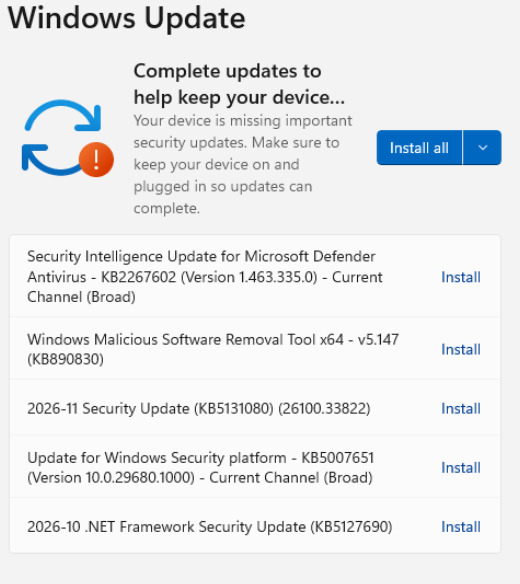 Windows Update
Complete updates to
help keep your device...
Your device is missing important
security updates. Make sure to
keep your device on and
plugged in so updates can
complete.
Install all
Security Intelligence Update for Microsoft Defender
Antivirus - KB2267602 (Version 1.463.335.0) - Current
Channel (Broad)
Install
Windows Malicious Software Removal Tool x64 - v5.147
(KB890830)
Install
2026-11 Security Update (KB5131080) (26100.33822)
Install
Update for Windows Security platform - KB5007651
(Version 10.0.29680.1000) - Current Channel (Broad)
Install
2026-10 .NET Framework Security Update (KB5127690)
Install